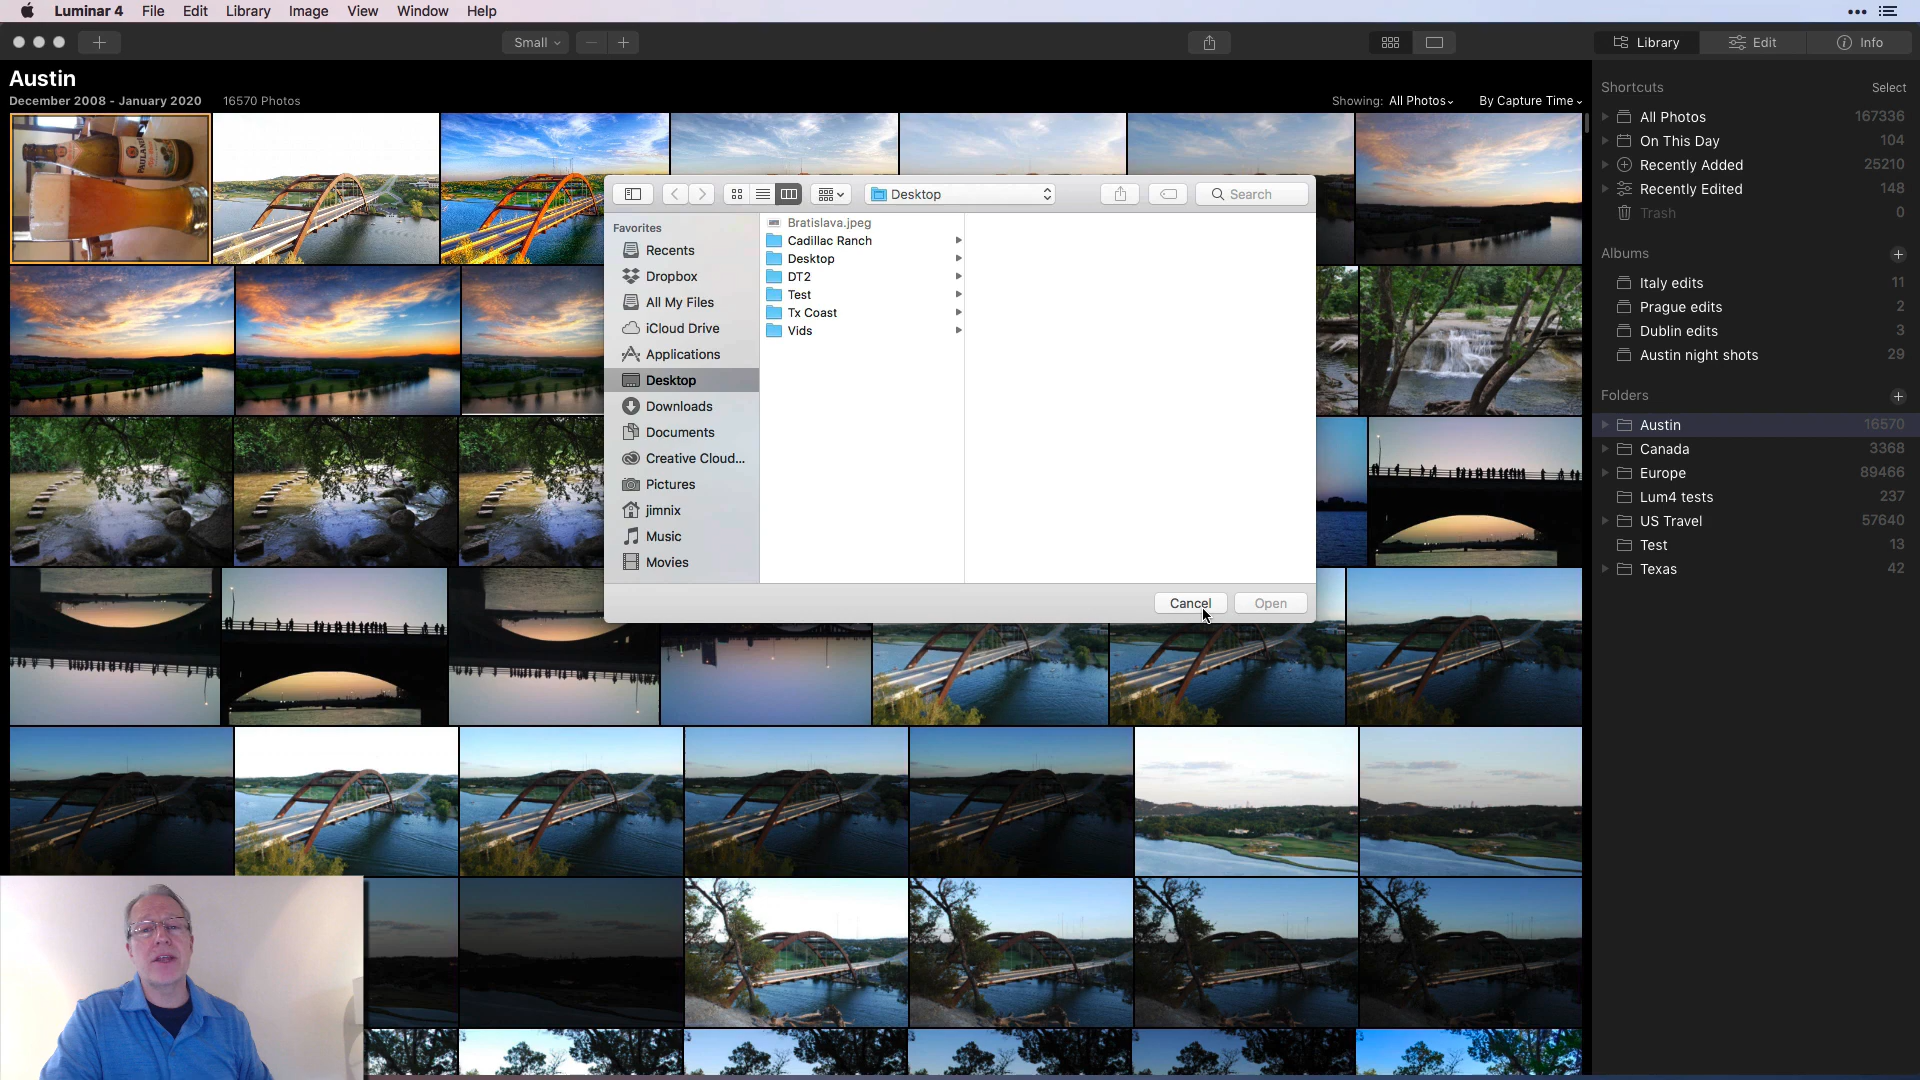 Luminar 4 File Edit Library Image View Window Help
Small
Library Edit Info
Austin
December 2008 - January 2020 16570 Photos
Showing: All Photos By Capture Time
PAULANER
Desktop
Search
Favorites
Recents
Dropbox
All My Files
iCloud Drive
Applications
Desktop
Downloads
Documents
Creative Cloud...
Pictures
jimnix
Music
Movies
Bratislava.jpeg
Cadillac Ranch
Desktop
DT2
Test
Tx Coast
Vids
Cancel Open
Shortcuts Select
All Photos 167336
On This Day 104
Recently Added 25210
Recently Edited 148
Trash 0
Albums
Italy edits 11
Prague edits 2
Dublin edits 3
Austin night shots 29
Folders
Austin 16570
Canada 3368
Europe 89466
Lum4 tests 237
US Travel 57640
Test 13
Texas 42